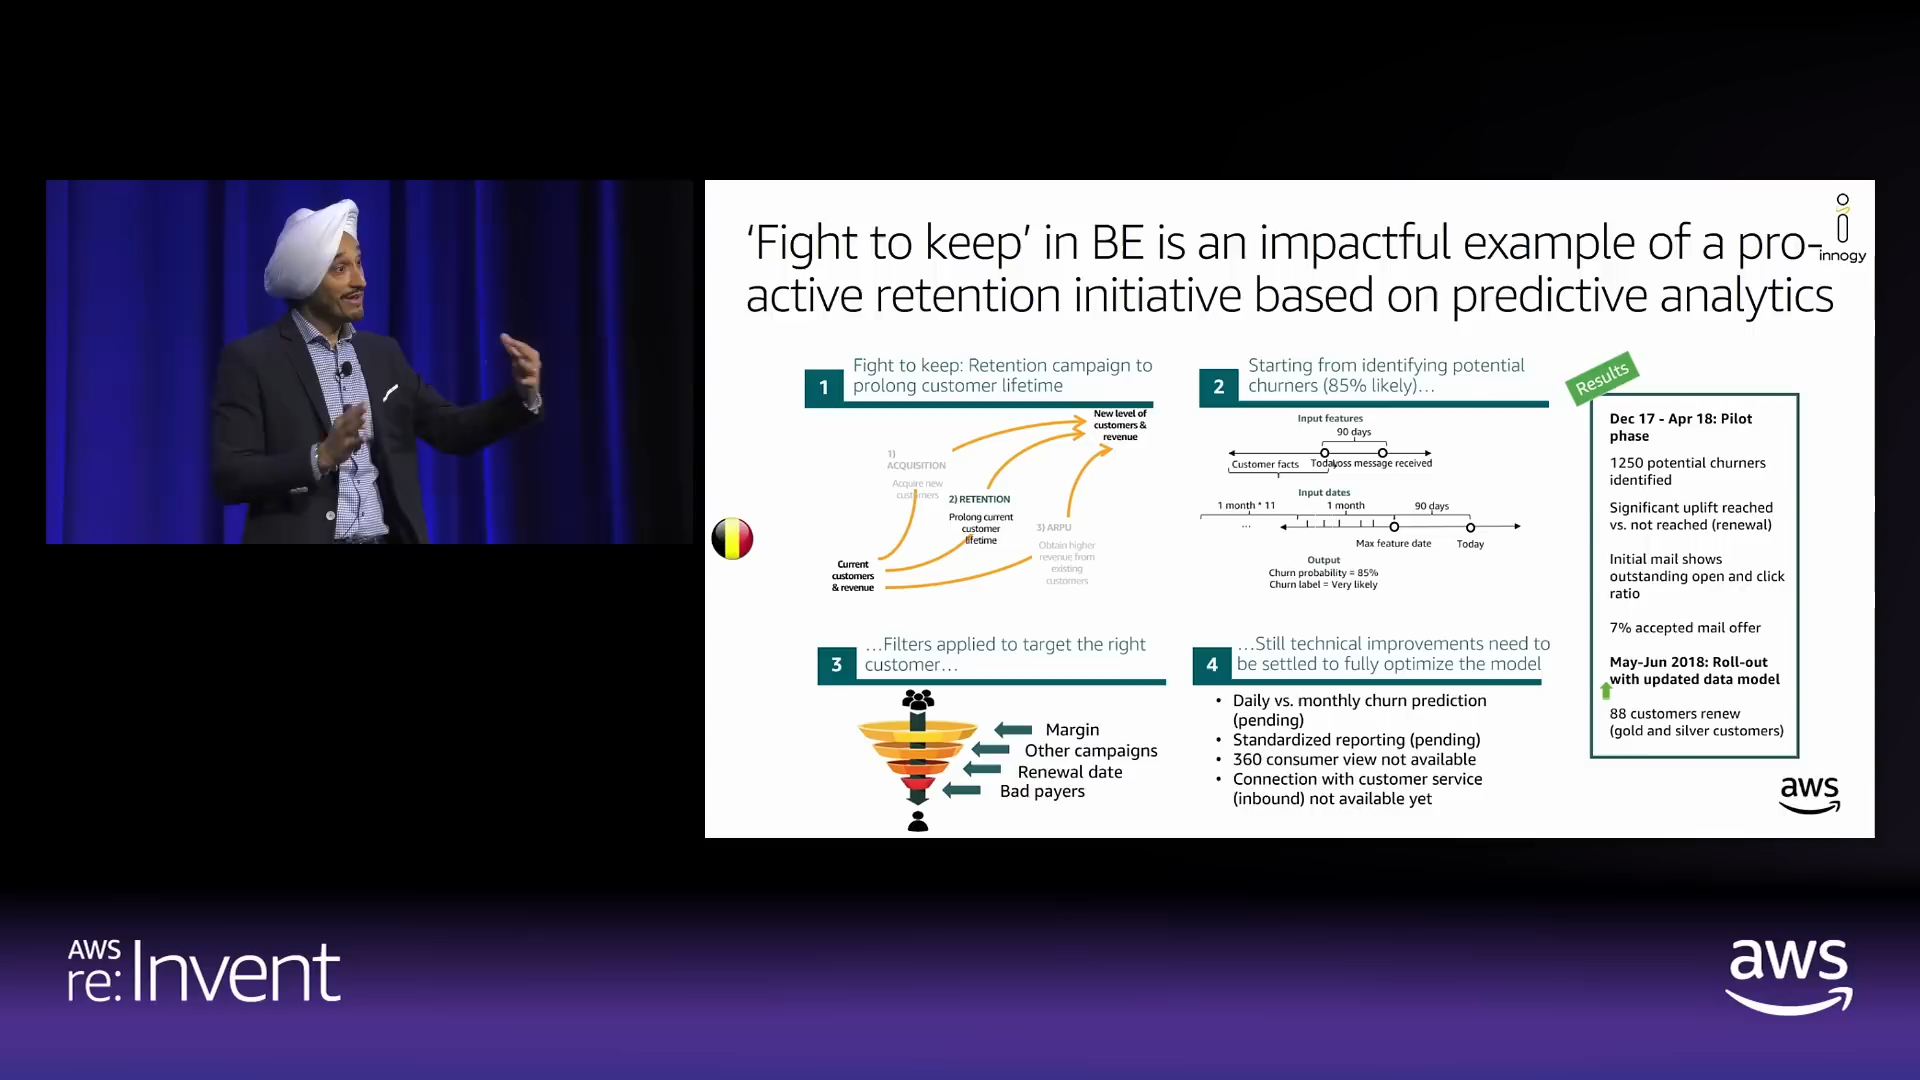 'Fight to keep' in BE is an impactful example of a pro-
active retention initiative based on predictive analytics
innogy
1
Fight to keep: Retention campaign to
prolong customer lifetime
New level of
customers &
revenue
1)
ACQUISITION
Acquire new
customers
2) RETENTION
Prolong current
customer
lifetime
3) ARPU
Obtain higher
revenue from
existing
customers
Current
customers
& revenue
2
Starting from identifying potential
churners (85% likely)...
Input features
90 days
Customer facts
Today
loss message received
Input dates
1 month * 11
1 month
90 days
...
Max feature date
Today
Output
Churn probability = 85%
Churn label = Very likely
3
...Filters applied to target the right
customer...
Margin
Other campaigns
Renewal date
Bad payers
4
...Still technical improvements need to
be settled to fully optimize the model
• Daily vs. monthly churn prediction
(pending)
• Standardized reporting (pending)
• 360 consumer view not available
• Connection with customer service
(inbound) not available yet
Results
Dec 17 - Apr 18: Pilot
phase
1250 potential churners
identified
Significant uplift reached
vs. not reached (renewal)
Initial mail shows
outstanding open and click
ratio
7% accepted mail offer
May-Jun 2018: Roll-out
with updated data model
88 customers renew
(gold and silver customers)
aws
AWS
re:Invent
aws